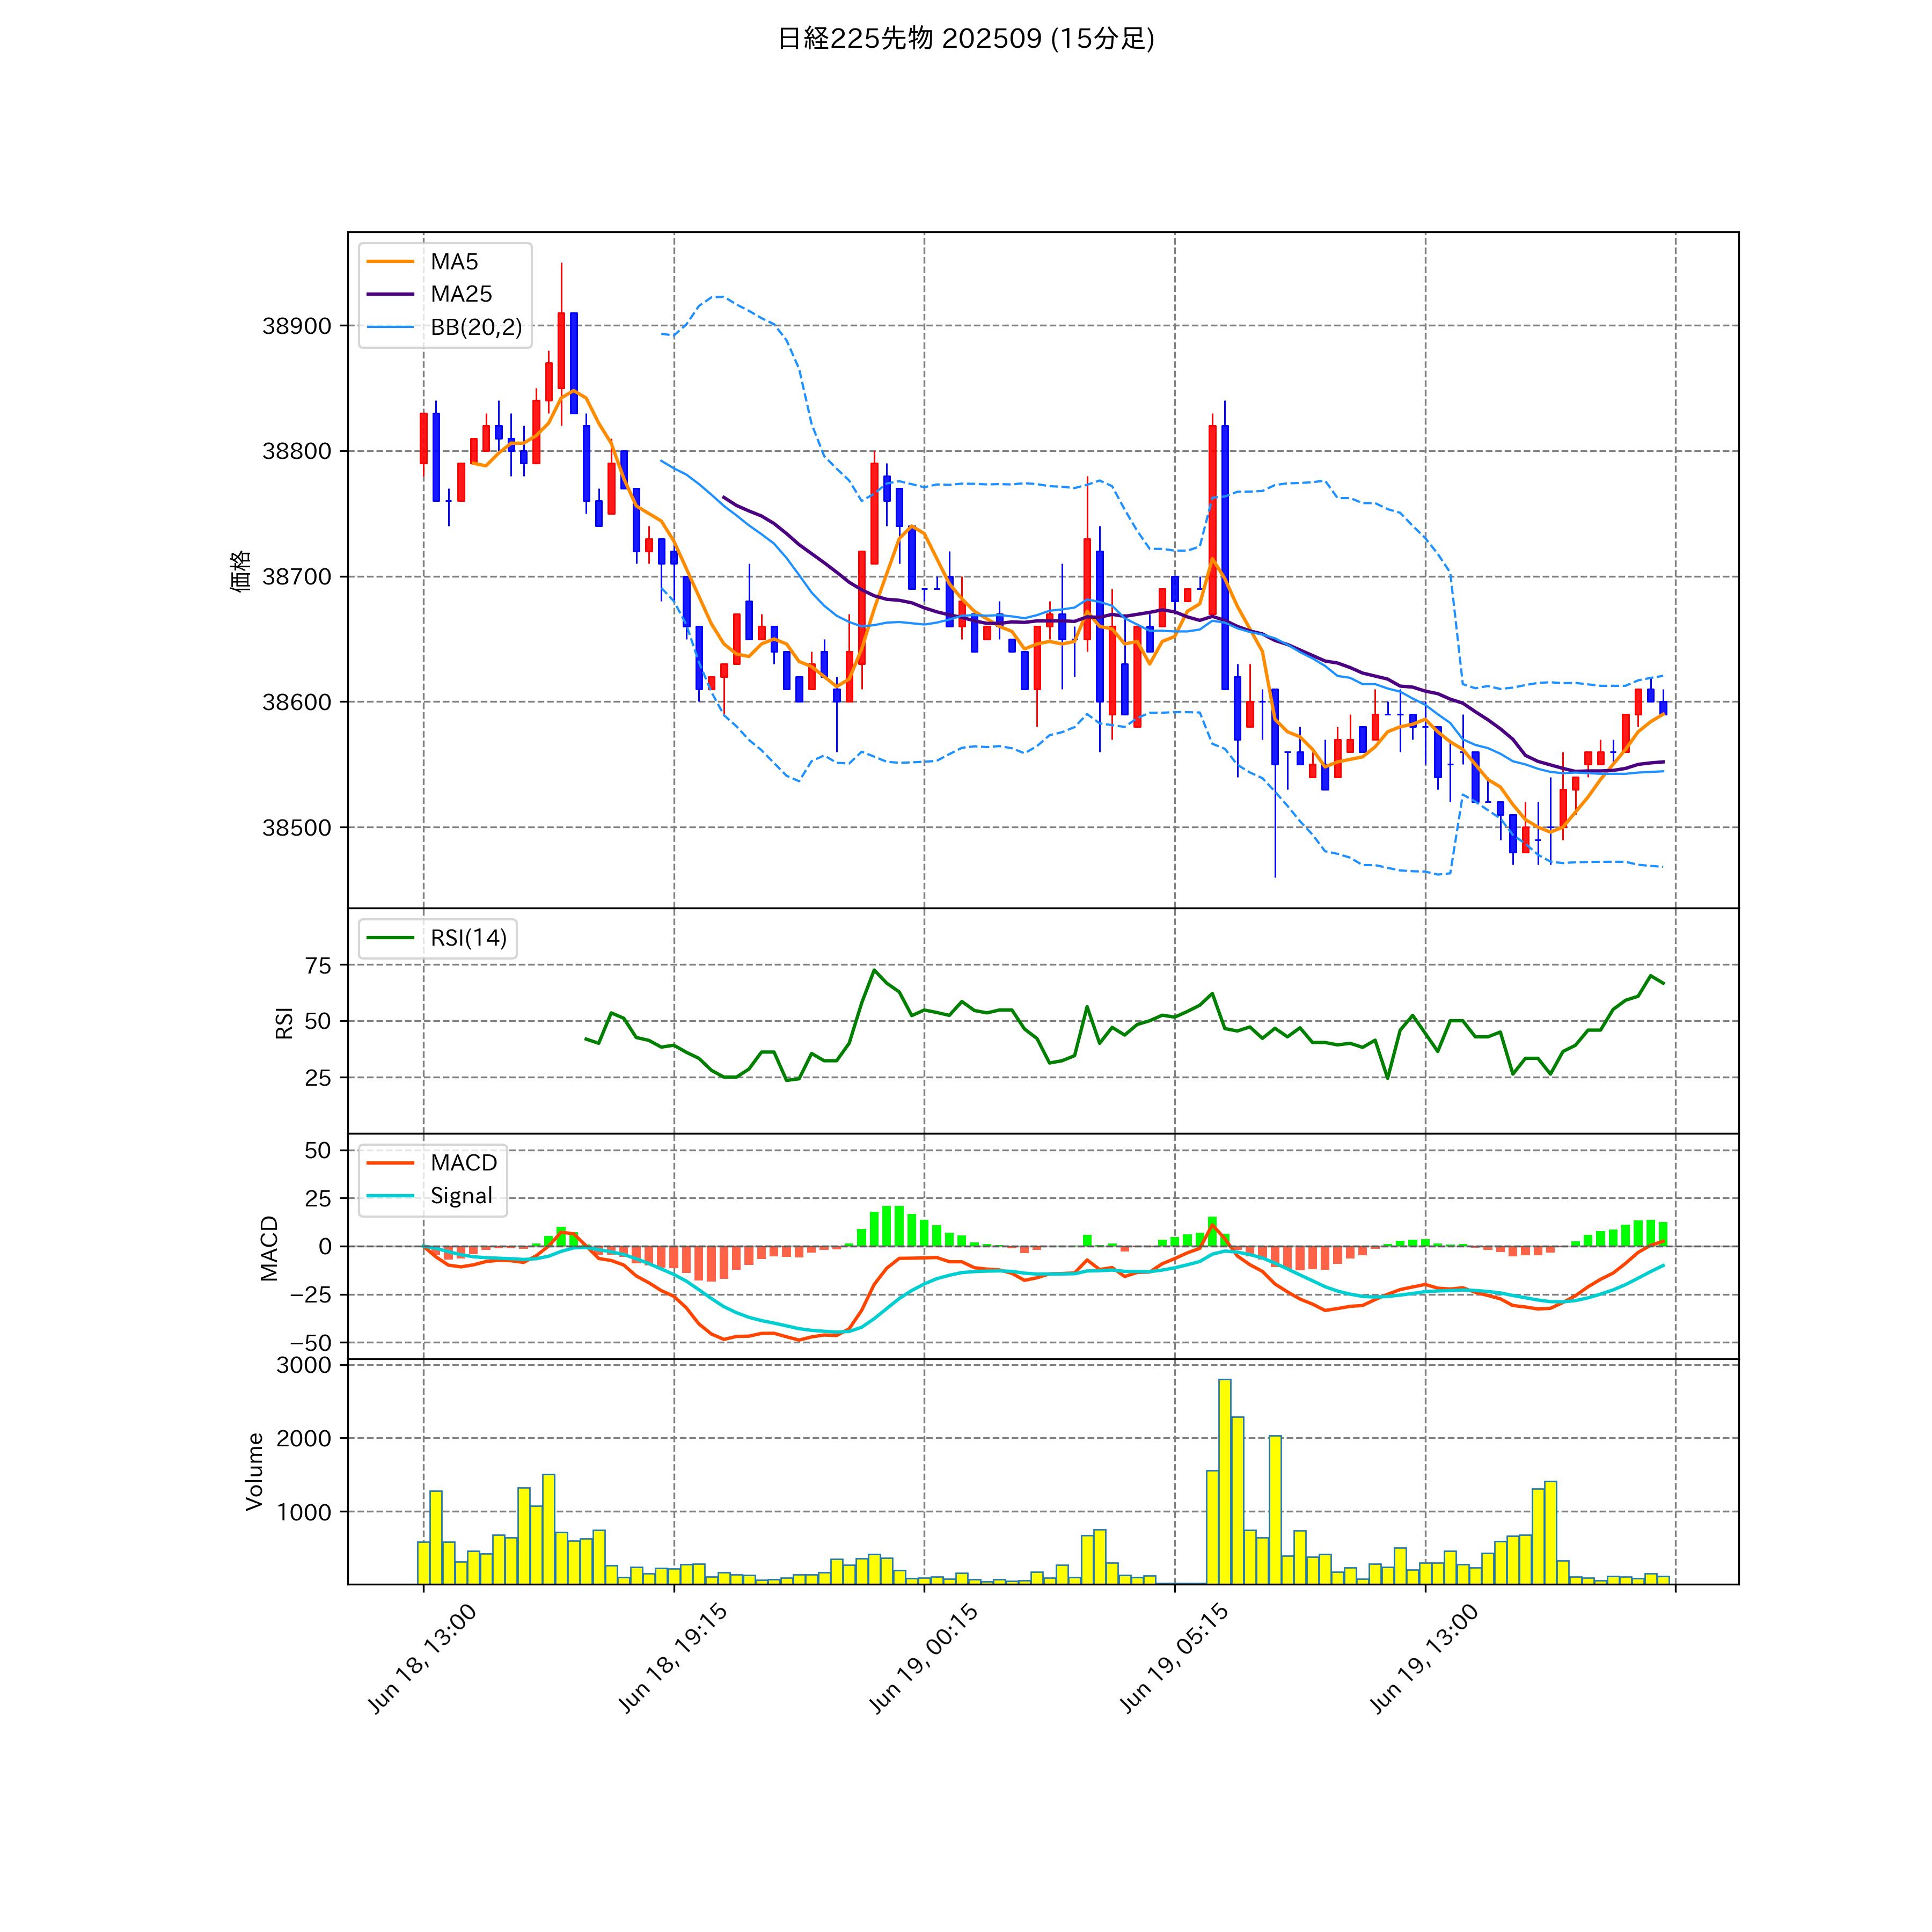 日経225先物 202509 (15分足)
MA5
MA25
BB(20,2)
価格
38900
38800
38700
38600
38500
RSI(14)
RSI
75
50
25
MACD
Signal
MACD
50
25
0
−25
−50
Volume
3000
2000
1000
Jun 18, 13:00
Jun 18, 19:15
Jun 19, 00:15
Jun 19, 05:15
Jun 19, 13:00